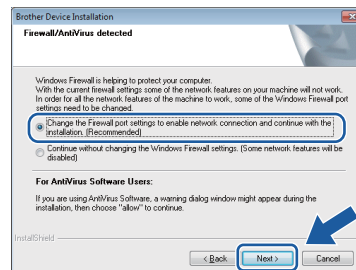 Brother Device Installation
Firewall/AntiVirus detected
Windows Firewall is helping to protect your computer.
With the current firewall settings some of the network features on your machine will not work.
In order for all the network features of the machine to work, some of the Windows Firewall port
settings need to be changed.
Change the Firewall port settings to enable network connection and continue with the
installation. (Recommended)
Continue without changing the Windows Firewall settings. (Some network features will be
disabled)
For AntiVirus Software Users:
If you are using AntiVirus Software, a warning dialog window might appear during the
installation, then choose "allow" to continue.
InstallShield
< Back
Next >
Cancel